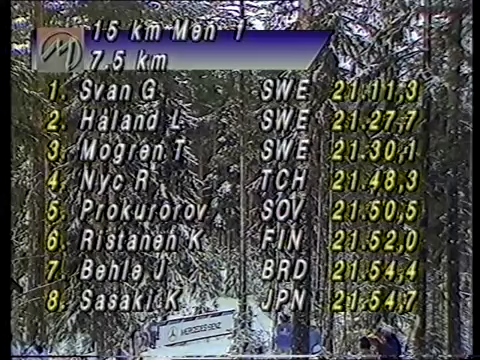 15 km Men 1
7.5 km
1. Svan G SWE 21.11,3
2. Håland L SWE 21.27,7
3. Mogren T SWE 21.30,1
4. Nyc R TCH 21.48,3
5. Prokurorov SOV 21.50,5
6. Ristanen K FIN 21.52,0
7. Behle J BRD 21.54,4
8. Sasaki K JPN 21.54,7
MERCEDES-BENZ